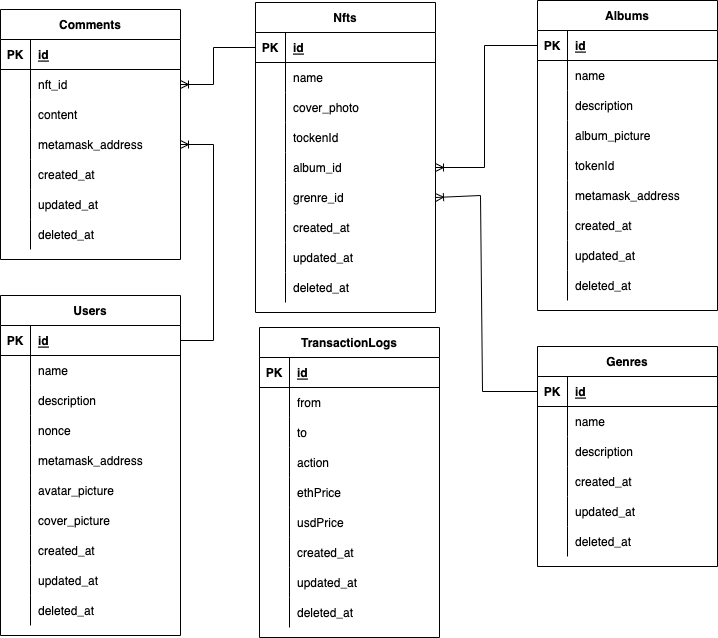 Comments
PK id
nft_id
content
metamask_address
created_at
updated_at
deleted_at
Nfts
PK id
name
cover_photo
tockenId
album_id
grenre_id
created_at
updated_at
deleted_at
Albums
PK id
name
description
album_picture
tokenId
metamask_address
created_at
updated_at
deleted_at
Users
PK id
name
description
nonce
metamask_address
avatar_picture
cover_picture
created_at
updated_at
deleted_at
TransactionLogs
PK id
from
to
action
ethPrice
usdPrice
created_at
updated_at
deleted_at
Genres
PK id
name
description
created_at
updated_at
deleted_at